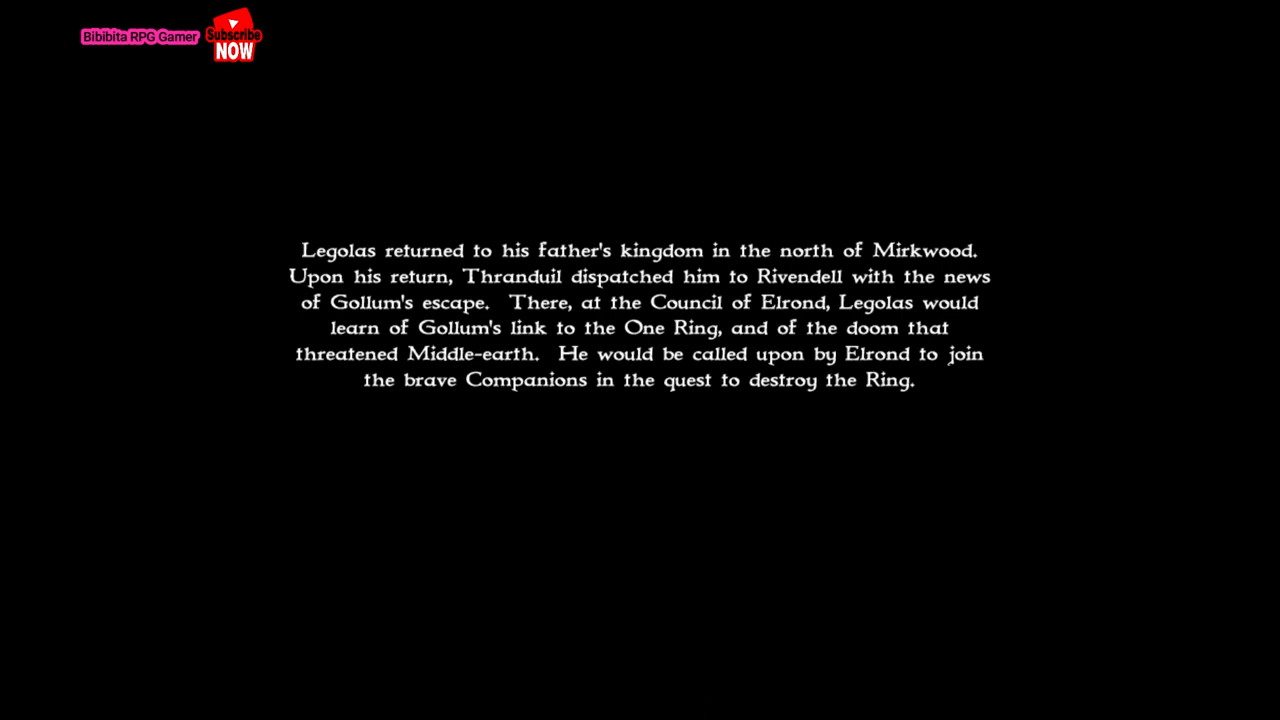 Bibibita RPG Gamer
Subscribe
NOW
Legolas returned to his father's kingdom in the north of Mirkwood.
Upon his return, Thranduil dispatched him to Rivendell with the news
of Gollum's escape.  There, at the Council of Elrond, Legolas would
learn of Gollum's link to the One Ring, and of the doom that
threatened Middle-earth.  He would be called upon by Elrond to join
the brave Companions in the quest to destroy the Ring.